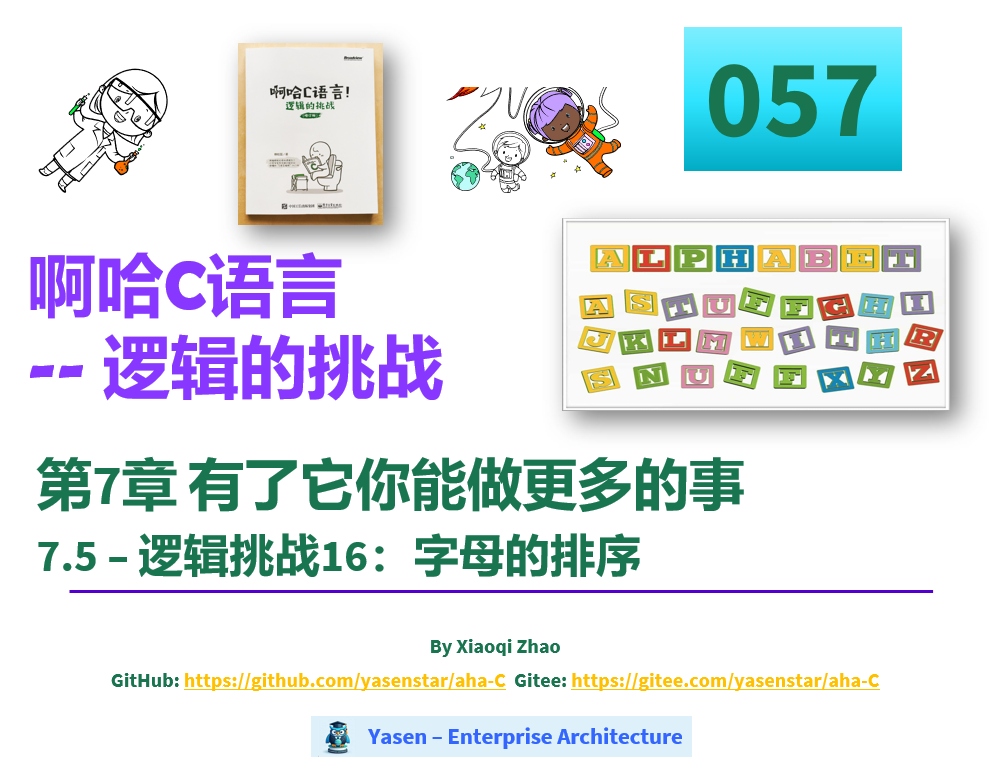 啊哈C语言!
逻辑的挑战
057
啊哈C语言
-- 逻辑的挑战
ALPHABET
ASTUFFGHI
JKLMWITHR
SNUFFXYZ
第7章 有了它你能做更多的事
7.5 – 逻辑挑战16：字母的排序
By Xiaoqi Zhao
GitHub: https://github.com/yasenstar/aha-C Gitee: https://gitee.com/yasenstar/aha-C
Yasen – Enterprise Architecture